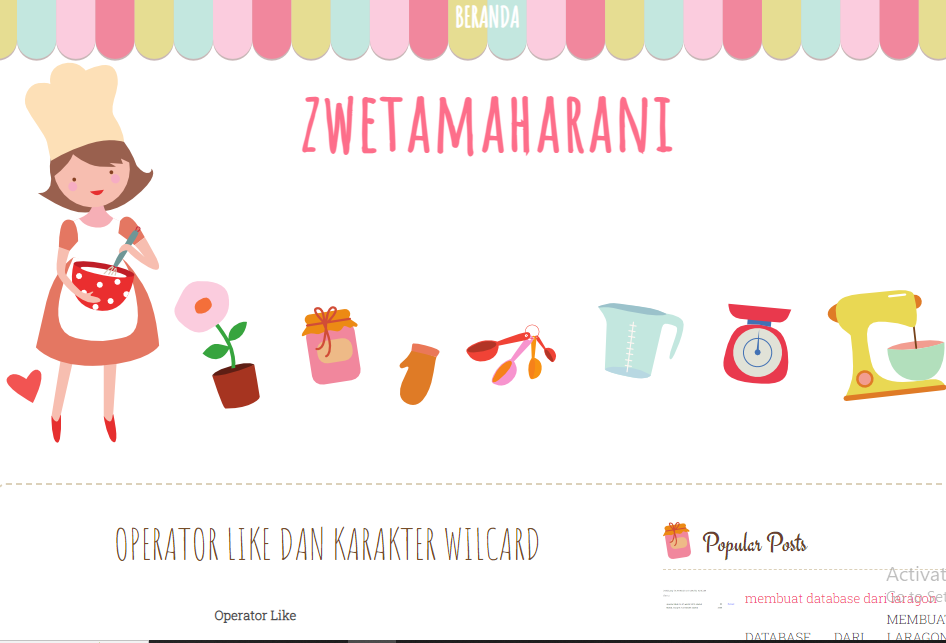 BERANDA
ZWETAMAHARANI
OPERATOR LIKE DAN KARAKTER WILCARD
Operator Like
Popular Posts
membuat database dari laragon
MEMBUA
DATABASE DARI LARAGON
Activat
Go to Set